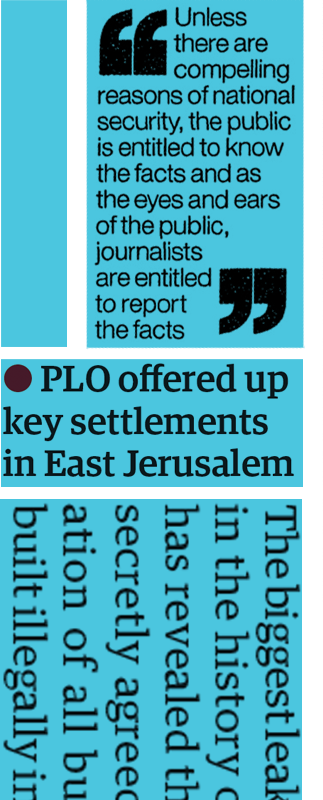 Unless
there are
compelling
reasons of national
security, the public
is entitled to know
the facts and as
the eyes and ears
of the public,
journalists
are entitled
to report
the facts
● PLO offered up
key settlements
in East Jerusalem
The biggest leak
in the history
has revealed th
secretly agreed
ation of all bu
built illegally in